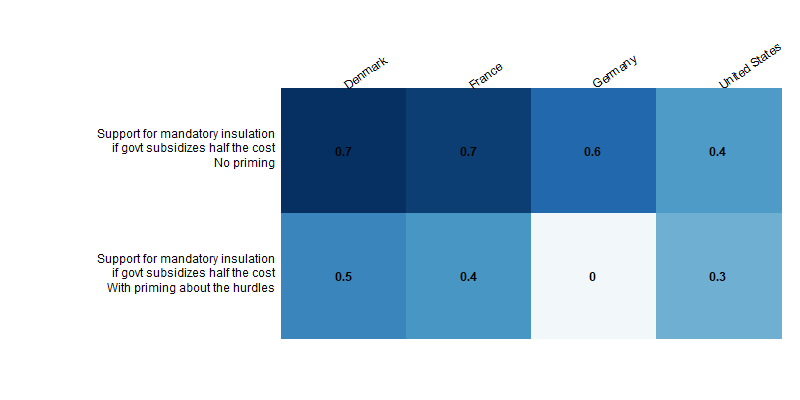 Denmark France Germany United States
Support for mandatory insulation
if govt subsidizes half the cost
No priming
0.7 0.7 0.6 0.4
Support for mandatory insulation
if govt subsidizes half the cost
With priming about the hurdles
0.5 0.4 0 0.3